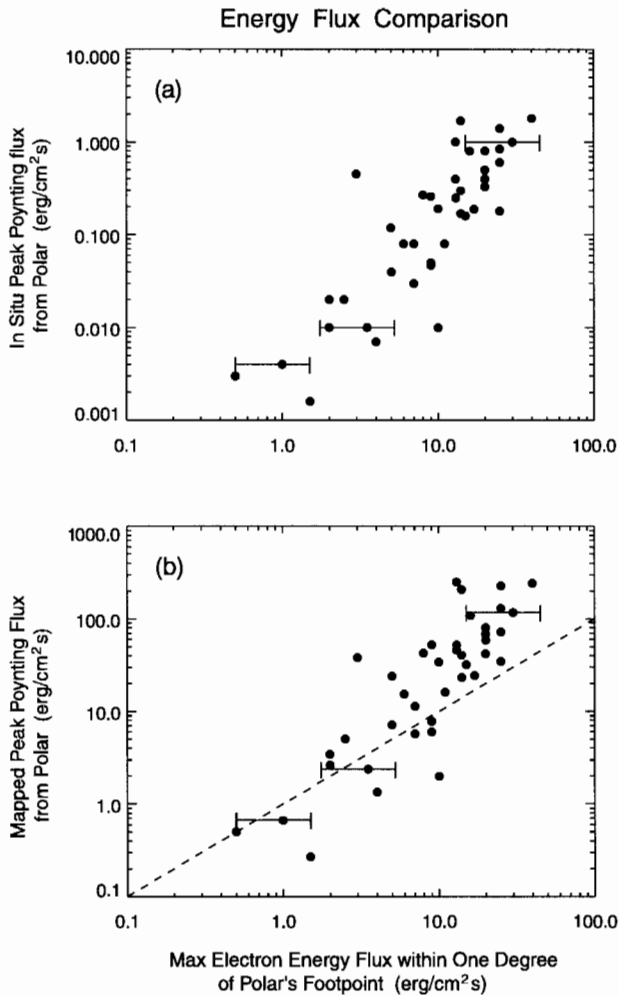 Energy Flux Comparison
(a)
In Situ Peak Poynting flux
from Polar (erg/cm²s)
10.000
1.000
0.100
0.010
0.001
0.1
1.0
10.0
100.0
(b)
Mapped Peak Poynting Flux
from Polar (erg/cm²s)
1000.0
100.0
10.0
1.0
0.1
0.1
1.0
10.0
100.0
Max Electron Energy Flux within One Degree
of Polar's Footpoint (erg/cm²s)